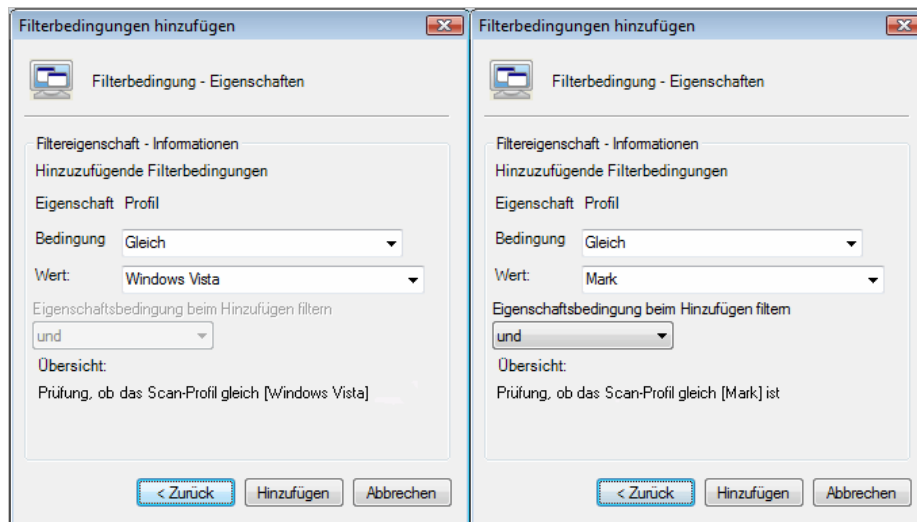 Filterbedingungen hinzufügen
Filterbedingung - Eigenschaften
Filtereigenschaft - Informationen
Hinzuzufügende Filterbedingungen
Eigenschaft Profil
Bedingung Gleich
Wert: Windows Vista
Eigenschaftsbedingung beim Hinzufügen filtern
und
Übersicht:
Prüfung, ob das Scan-Profil gleich [Windows Vista]
< Zurück Hinzufügen Abbrechen
Filterbedingungen hinzufügen
Filterbedingung - Eigenschaften
Filtereigenschaft - Informationen
Hinzuzufügende Filterbedingungen
Eigenschaft Profil
Bedingung Gleich
Wert: Mark
Eigenschaftsbedingung beim Hinzufügen filtern
und
Übersicht:
Prüfung, ob das Scan-Profil gleich [Mark] ist
< Zurück Hinzufügen Abbrechen